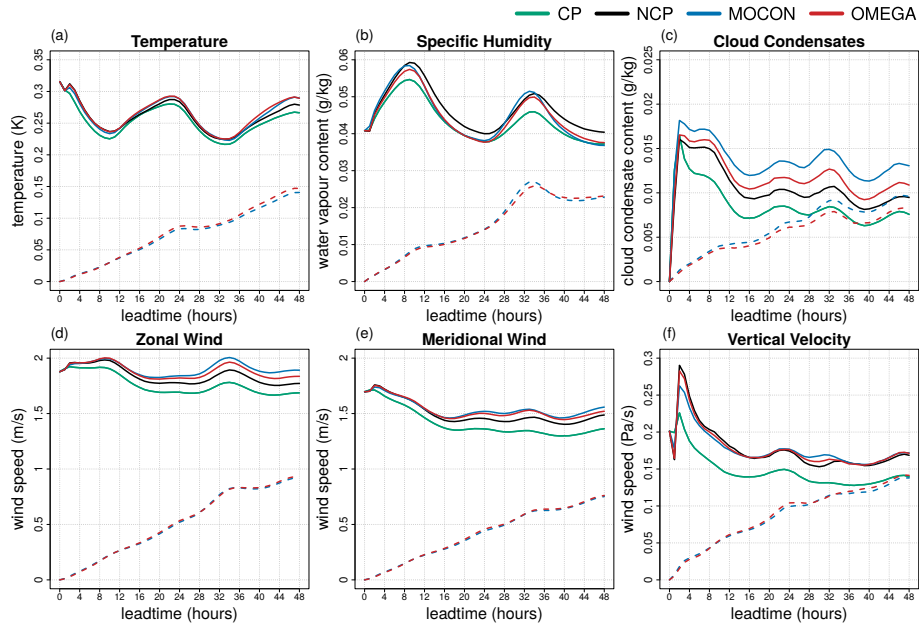 CP NCP MOCON OMEGA
(a) Temperature
temperature (K)
0 0.05 0.1 0.15 0.2 0.25 0.3 0.35
0 4 8 12 16 20 24 28 32 36 40 44 48
leadtime (hours)
(b) Specific Humidity
water vapour content (g/kg)
0 0.01 0.02 0.03 0.04 0.05 0.06
0 4 8 12 16 20 24 28 32 36 40 44 48
leadtime (hours)
(c) Cloud Condensates
cloud condensate content (g/kg)
0 0.005 0.01 0.015 0.02 0.025
0 4 8 12 16 20 24 28 32 36 40 44 48
leadtime (hours)
(d) Zonal Wind
wind speed (m/s)
0 0.5 1 1.5 2
0 4 8 12 16 20 24 28 32 36 40 44 48
leadtime (hours)
(e) Meridional Wind
wind speed (m/s)
0 0.5 1 1.5 2
0 4 8 12 16 20 24 28 32 36 40 44 48
leadtime (hours)
(f) Vertical Velocity
wind speed (Pa/s)
0 0.05 0.1 0.15 0.2 0.25 0.3
0 4 8 12 16 20 24 28 32 36 40 44 48
leadtime (hours)